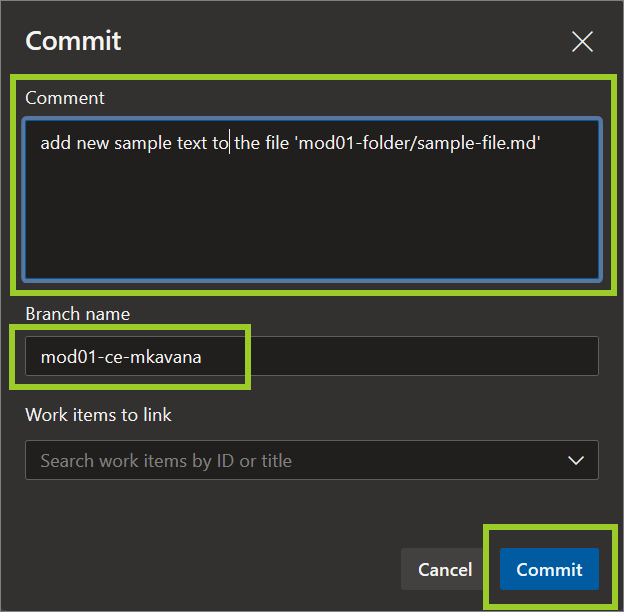 Commit
Comment
add new sample text to the file 'mod01-folder/sample-file.md'
Branch name
mod01-ce-mkavana
Work items to link
Search work items by ID or title
Cancel
Commit